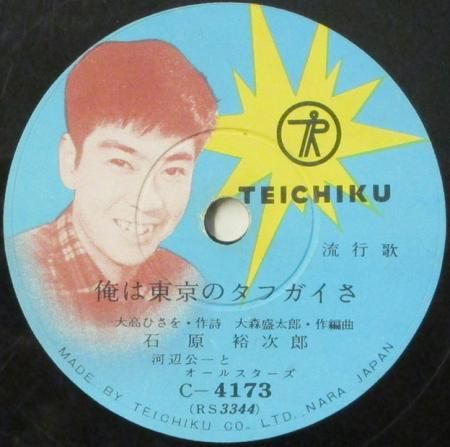 TEICHIKU
流行歌
俺は東京のタフガイさ
大高ひさを・作詩 大森盛太郎・作編曲
石原裕次郎
河辺公一と
オールスターズ
C-4173
(RS3344)
MADE BY TEICHIKU CO. LTD., NARA JAPAN